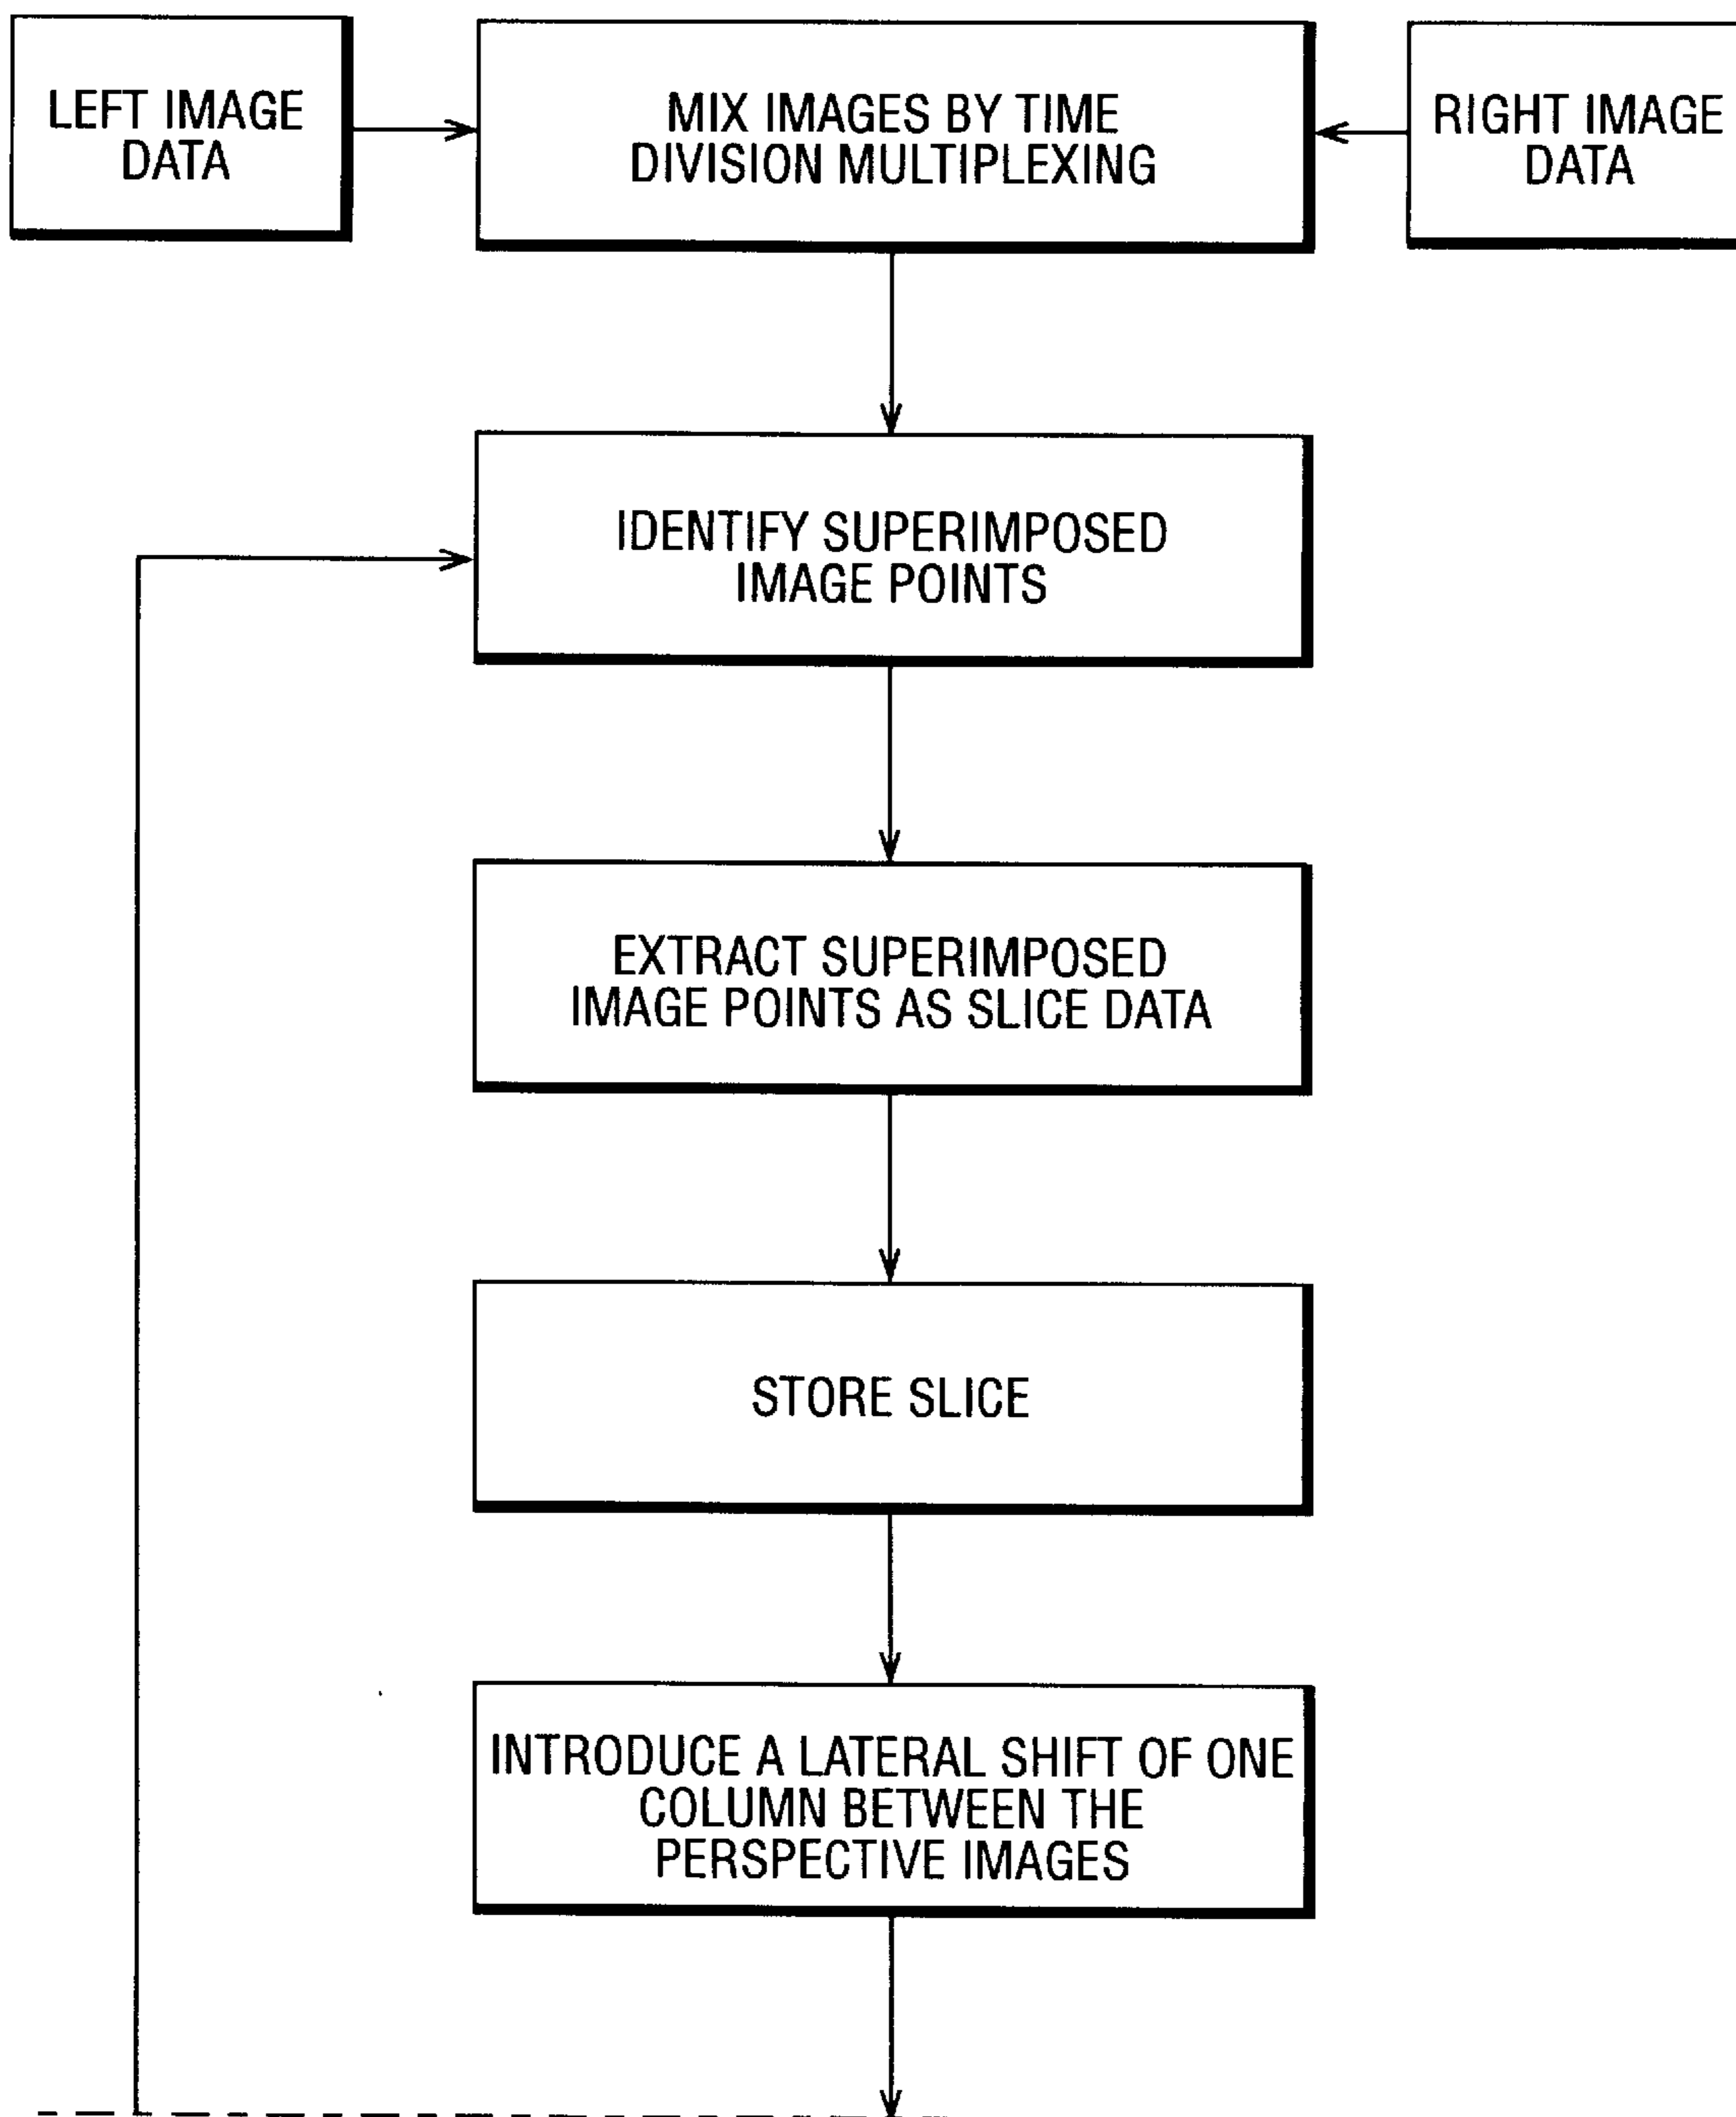 LEFT IMAGE
DATA
MIX IMAGES BY TIME
DIVISION MULTIPLEXING
RIGHT IMAGE
DATA
IDENTIFY SUPERIMPOSED
IMAGE POINTS
EXTRACT SUPERIMPOSED
IMAGE POINTS AS SLICE DATA
STORE SLICE
INTRODUCE A LATERAL SHIFT OF ONE
COLUMN BETWEEN THE
PERSPECTIVE IMAGES